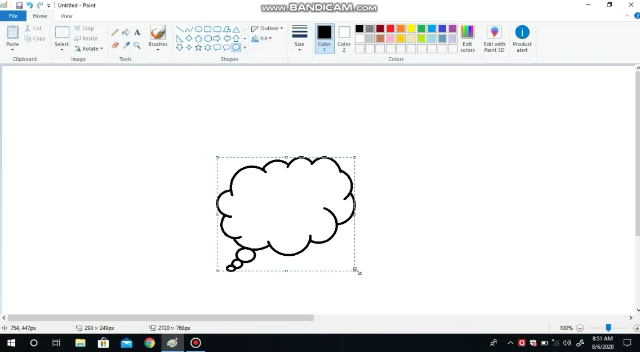 Untitled - Paint
www.BANDICAM.com
File
Home
View
Paste
Cut
Copy
Clipboard
Select
Crop
Resize
Rotate
Image
Tools
Brushes
Outline
Fill
Shapes
Size
Color 1
Color 2
Colors
Edit colors
Edit with Paint 3D
Product alert
754, 447px
293 × 249px
2720 × 768px
100%
8:51 AM
8/6/2020